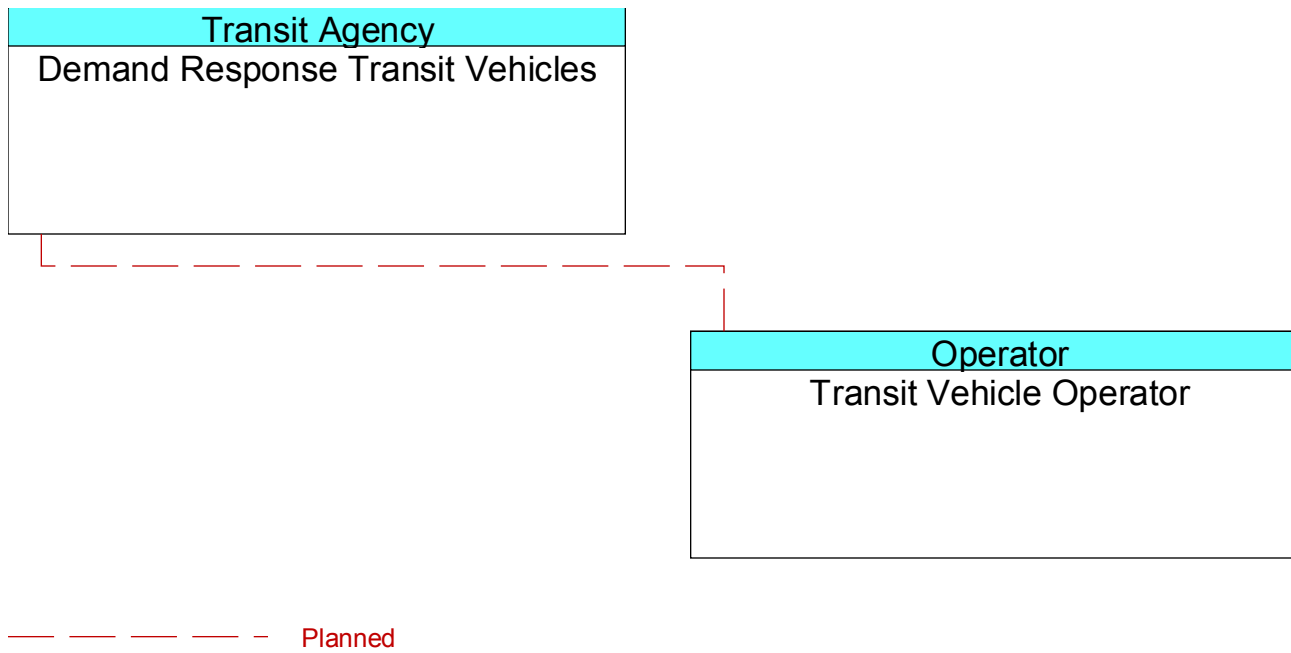 Transit Agency
Demand Response Transit Vehicles
Operator
Transit Vehicle Operator
Planned